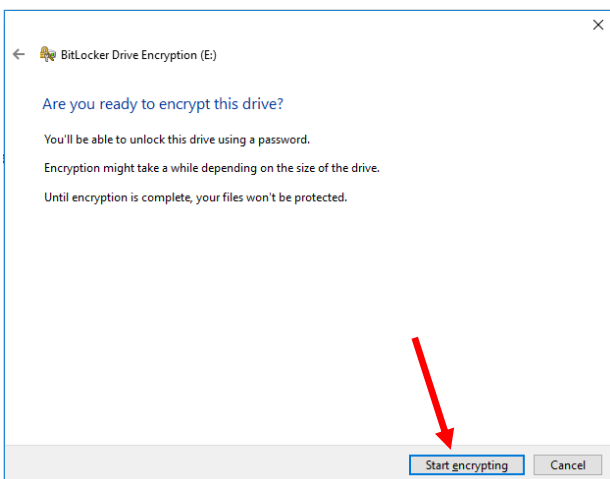 BitLocker Drive Encryption (E:)
Are you ready to encrypt this drive?
You'll be able to unlock this drive using a password.
Encryption might take a while depending on the size of the drive.
Until encryption is complete, your files won't be protected.
Start encrypting Cancel